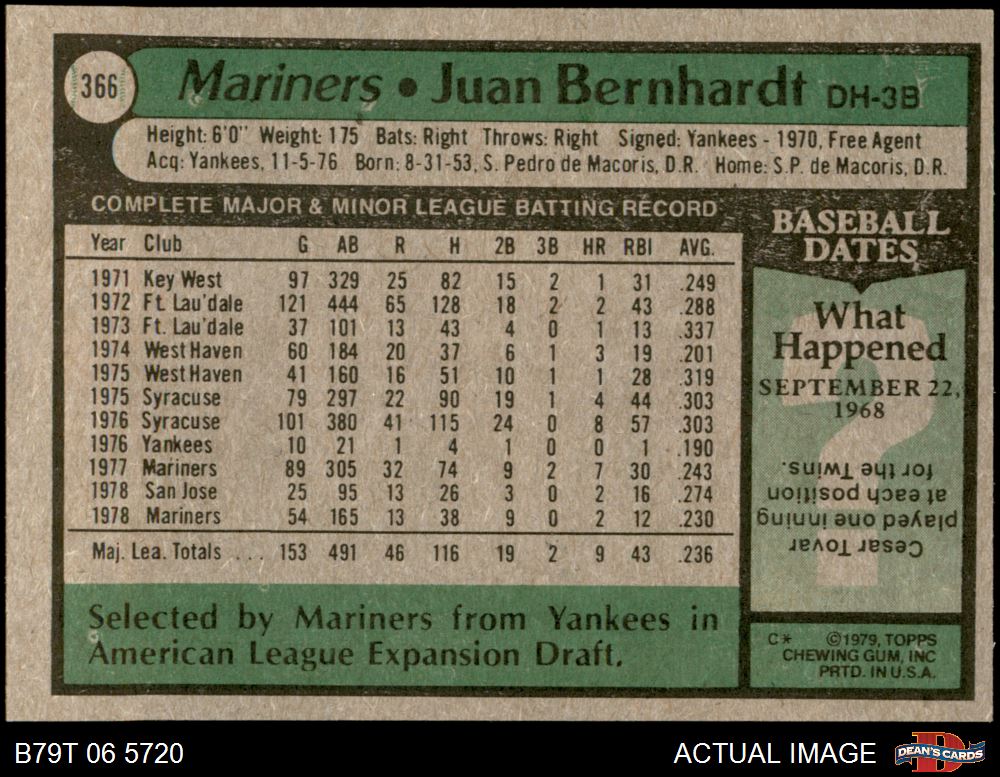 366
Mariners • Juan Bernhardt DH-3B
Height: 6'0" Weight: 175 Bats: Right Throws: Right Signed: Yankees - 1970, Free Agent
Acq: Yankees, 11-5-76 Born: 8-31-53, S. Pedro de Macoris, D.R. Home: S.P. de Macoris, D.R.
COMPLETE MAJOR & MINOR LEAGUE BATTING RECORD
Year Club G AB R H 2B 3B HR RBI AVG.
1971 Key West 97 329 25 82 15 2 1 31 .249
1972 Ft. Lau'dale 121 444 65 128 18 2 2 43 .288
1973 Ft. Lau'dale 37 101 13 43 4 0 1 13 .337
1974 West Haven 60 184 20 37 6 1 3 19 .201
1975 West Haven 41 160 16 51 10 1 1 28 .319
1975 Syracuse 79 297 22 90 19 1 4 44 .303
1976 Syracuse 101 380 41 115 24 0 8 57 .303
1976 Yankees 10 21 1 4 1 0 0 1 .190
1977 Mariners 89 305 32 74 9 2 7 30 .243
1978 San Jose 25 95 13 26 3 0 2 16 .274
1978 Mariners 54 165 13 38 9 0 2 12 .230
Maj. Lea. Totals . . . 153 491 46 116 19 2 9 43 .236
Selected by Mariners from Yankees in
American League Expansion Draft.
BASEBALL
DATES
What
Happened
SEPTEMBER 22,
1968
Cesar Tovar
played one inning
at each position
for the Twins.
C* ©1979, TOPPS
CHEWING GUM, INC
PRTD. IN U.S.A.
B79T 06 5720
ACTUAL IMAGE
DEAN'S CARDS